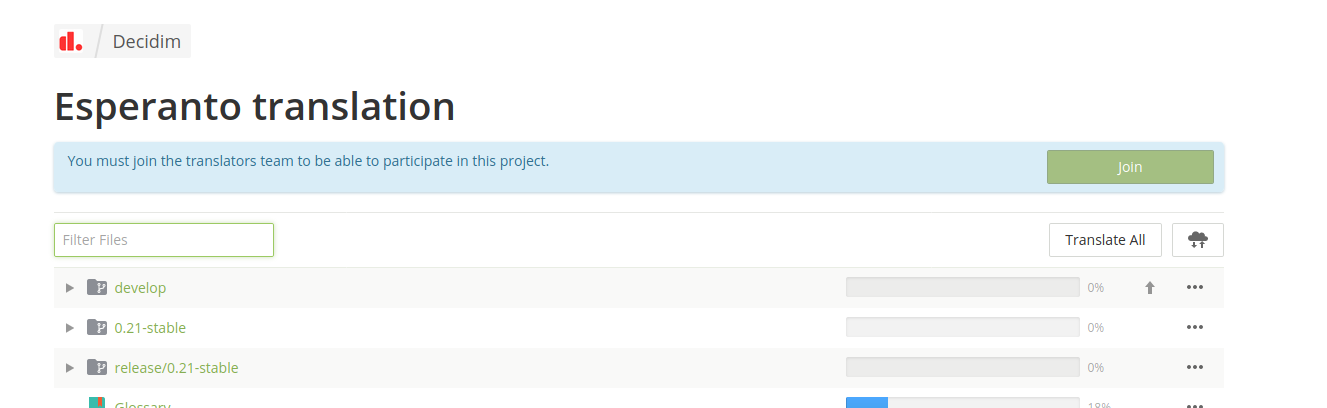 Decidim
Esperanto translation
You must join the translators team to be able to participate in this project.
Join
Filter Files
Translate All
develop 0%
0.21-stable 0%
release/0.21-stable 0%
Glossary 18%